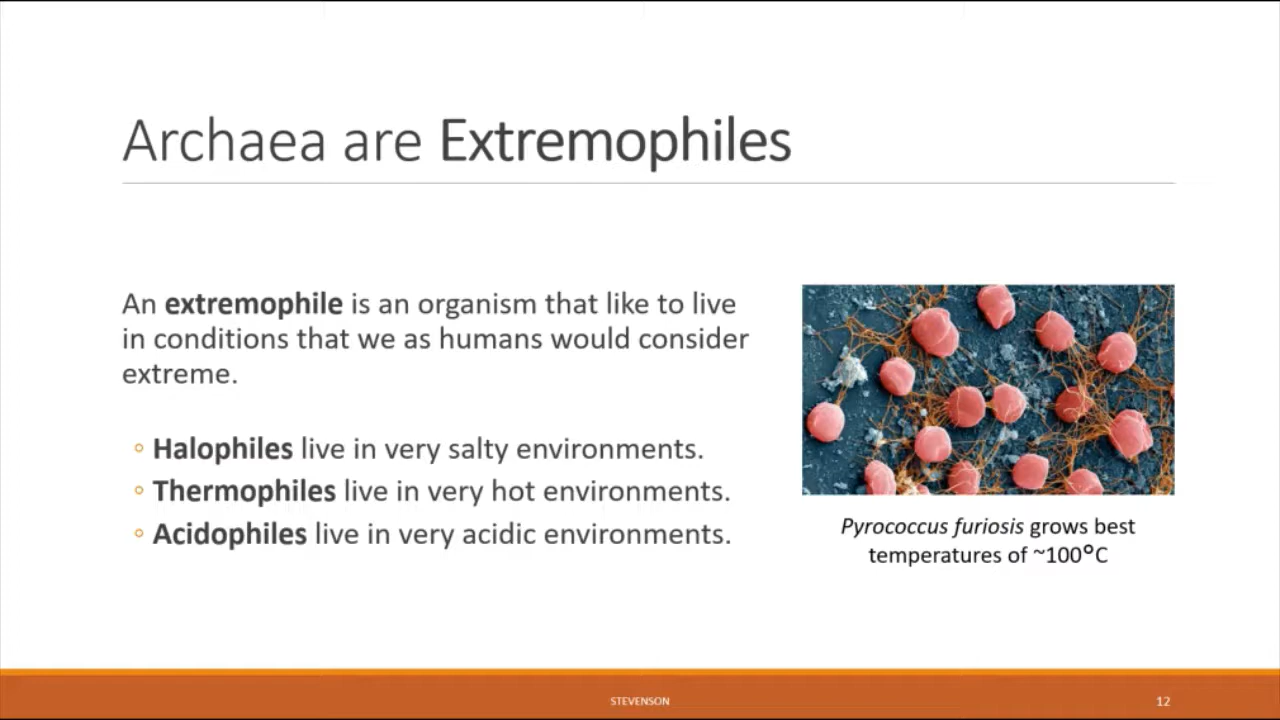 Archaea are Extremophiles
An extremophile is an organism that like to live
in conditions that we as humans would consider
extreme.
◦ Halophiles live in very salty environments.
◦ Thermophiles live in very hot environments.
◦ Acidophiles live in very acidic environments.
Pyrococcus furiosis grows best
temperatures of ~100°C
STEVENSON
12